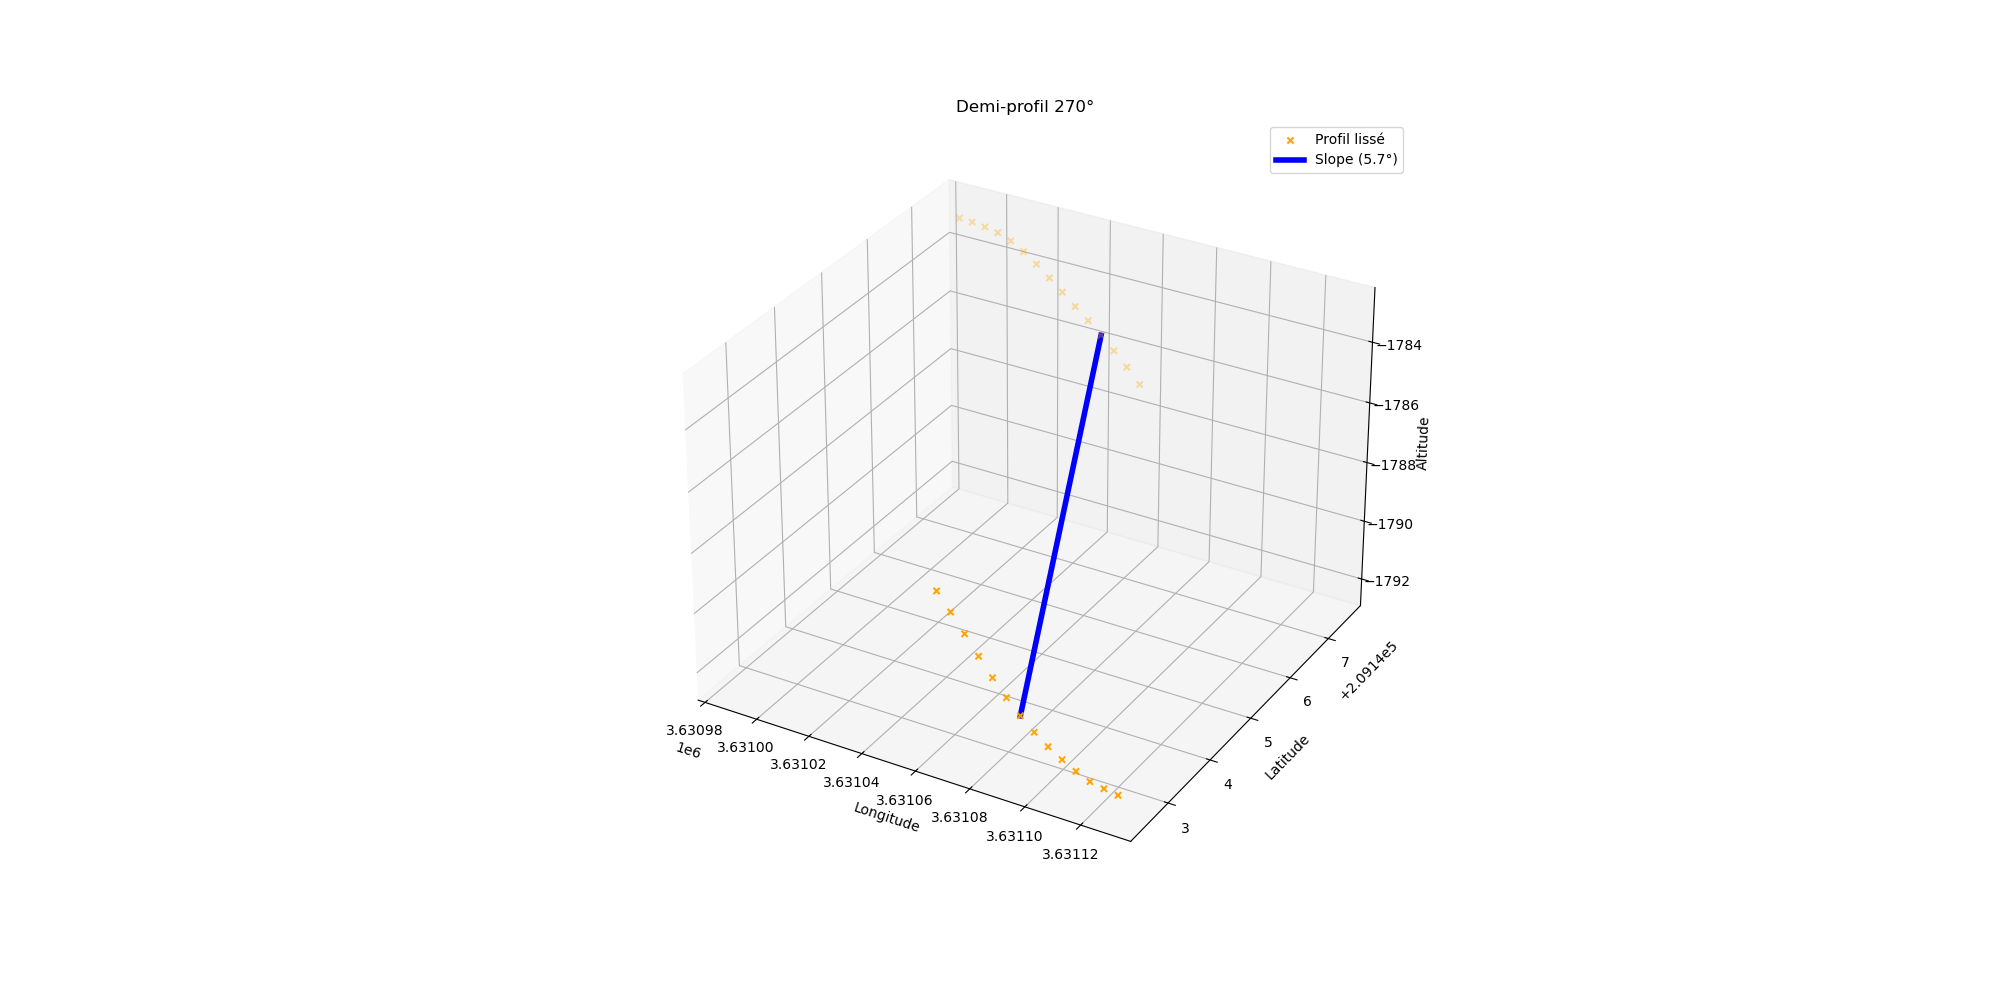 Demi-profil 270°
Profil lissé
Slope (5.7°)
−1784
−1786
−1788
−1790
−1792
Altitude
7
6
5
4
3
+2.0914e5
Latitude
3.63098
3.63100
3.63102
3.63104
3.63106
3.63108
3.63110
3.63112
1e6
Longitude